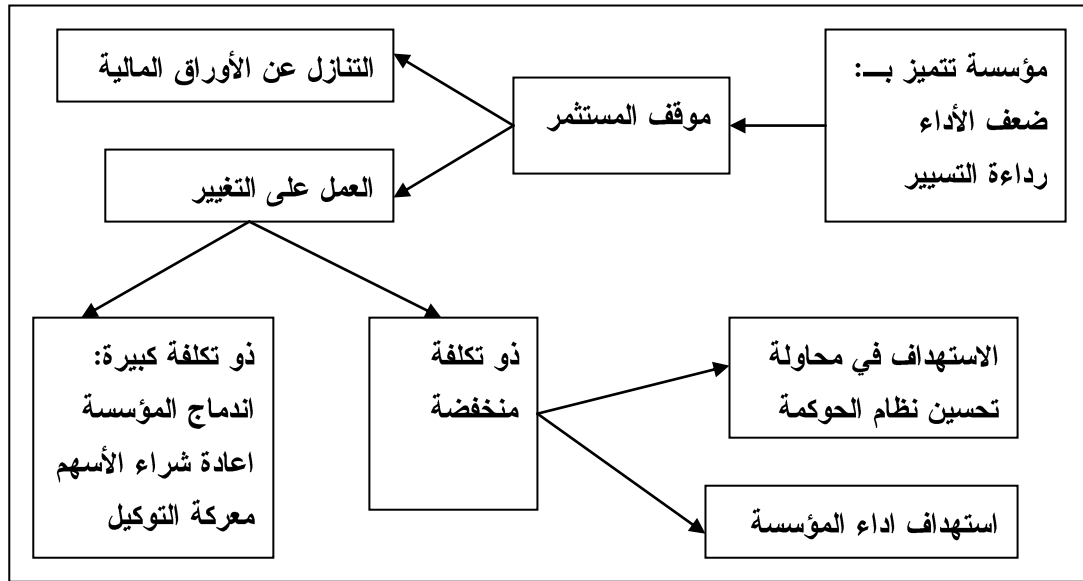 مؤسسة تتميز بـــ:
ضعف الأداء
رداءة التسيير
موقف المستثمر
التنازل عن الأوراق المالية
العمل على التغيير
ذو تكلفة كبيرة:
اندماج المؤسسة
اعادة شراء الأسهم
معركة التوكيل
ذو تكلفة
منخفضة
الاستهداف في محاولة
تحسين نظام الحوكمة
استهداف اداء المؤسسة